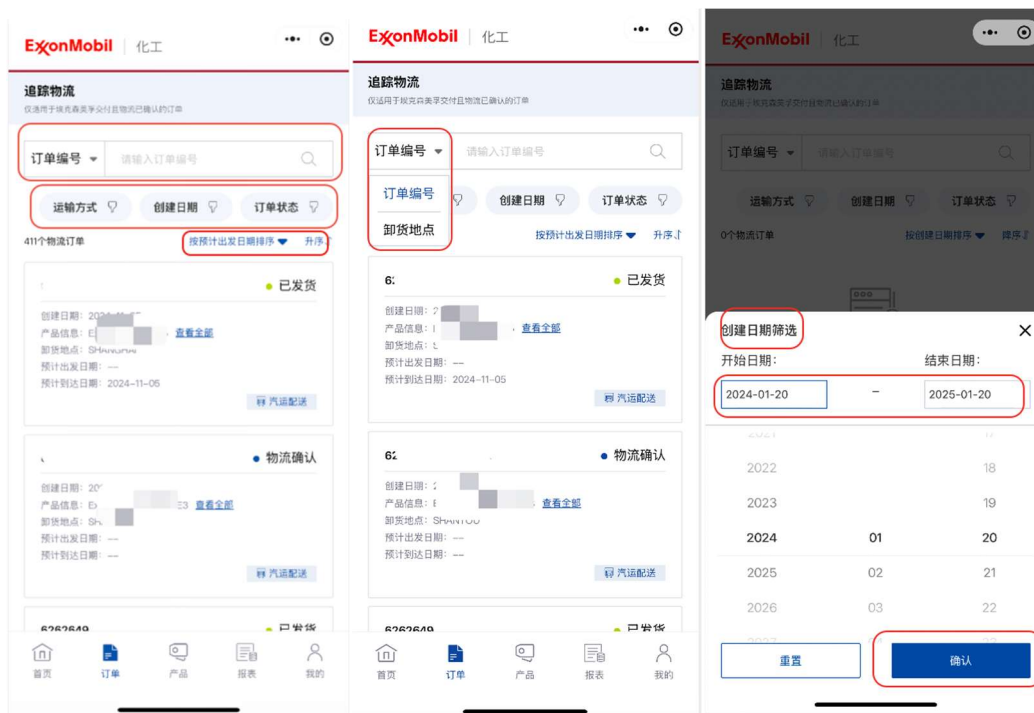 ExxonMobil 化工
追踪物流
仅适用于埃克森美孚交付且物流已确认的订单
订单编号 请输入订单编号
运输方式 创建日期 订单状态
411个物流订单 按预计出发日期排序 升序
已发货
创建日期:
产品信息: 查看全部
卸货地点: SHANGHAI
预计出发日期: --
预计到达日期: 2024-11-05
汽运配送
物流确认
创建日期:
产品信息: E3 查看全部
卸货地点:
预计出发日期: --
预计到达日期: --
汽运配送
6262649 已发货
首页 订单 产品 报表 我的
ExxonMobil 化工
追踪物流
仅适用于埃克森美孚交付且物流已确认的订单
订单编号 请输入订单编号
订单编号
卸货地点
创建日期 订单状态
按预计出发日期排序 升序
已发货
创建日期:
产品信息: 查看全部
卸货地点:
预计出发日期: --
预计到达日期: 2024-11-05
汽运配送
物流确认
创建日期:
产品信息: 查看全部
卸货地点: SHANTOU
预计出发日期: --
预计到达日期: --
汽运配送
6262649 已发货
首页 订单 产品 报表 我的
ExxonMobil 化工
追踪物流
仅适用于埃克森美孚交付且物流已确认的订单
订单编号 请输入订单编号
运输方式 创建日期 订单状态
0个物流订单 按创建日期排序 降序
创建日期筛选
开始日期: 结束日期:
2024-01-20 – 2025-01-20
2021 17
2022 18
2023 19
2024 01 20
2025 02 21
2026 03 22
2027 23
重置 确认